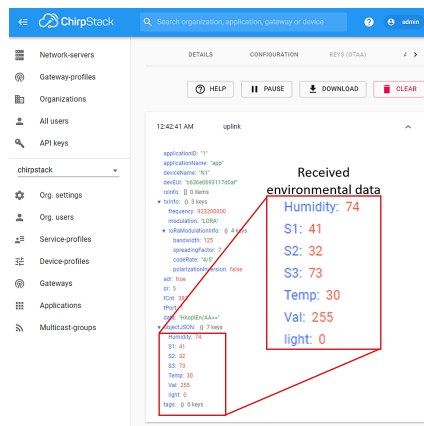 ChirpStack
Search organization, application, gateway or device
?
admin
Network-servers
Gateway-profiles
Organizations
All users
API keys
chirpstack
Org. settings
Org. users
Service-profiles
Device-profiles
Gateways
Applications
Multicast-groups
DETAILS CONFIGURATION KEYS (OTAA)
HELP PAUSE DOWNLOAD CLEAR
12:42:41 AM uplink
applicationID: "1"
applicationName: "app"
deviceName: "N1"
rxInfo: [] 0 items
txInfo: {} 3 keys
frequency: 923200000
modulation: "LORA"
loRaModulationInfo: {} 4 keys
bandwidth: 125
spreadingFactor: 7
codeRate: "4/5"
polarizationInversion: false
adr: true
dr: 5
fCnt:
fPort:
objectJSON: {} 7 keys
Humidity: 74
S1: 41
S2: 32
S3: 73
Temp: 30
Val: 255
light: 0
tags: {} 0 keys
Received
environmental data
Humidity: 74
S1: 41
S2: 32
S3: 73
Temp: 30
Val: 255
light: 0